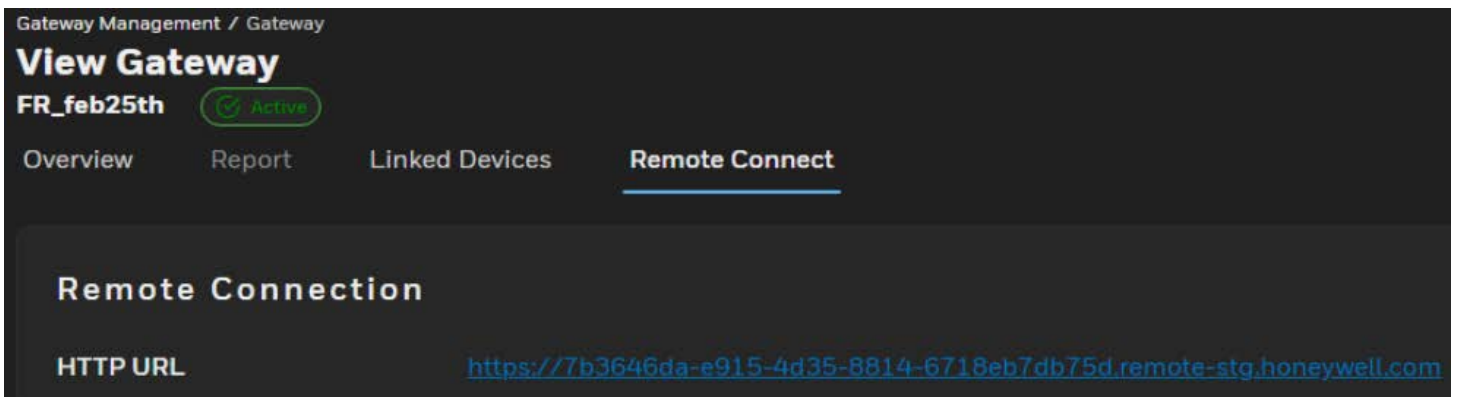 Gateway Management / Gateway
View Gateway
FR_feb25th Active
Overview Report Linked Devices Remote Connect
Remote Connection
HTTP URL https://7b3646da-e915-4d35-8814-6718eb7db75d.remote-stg.honeywell.com